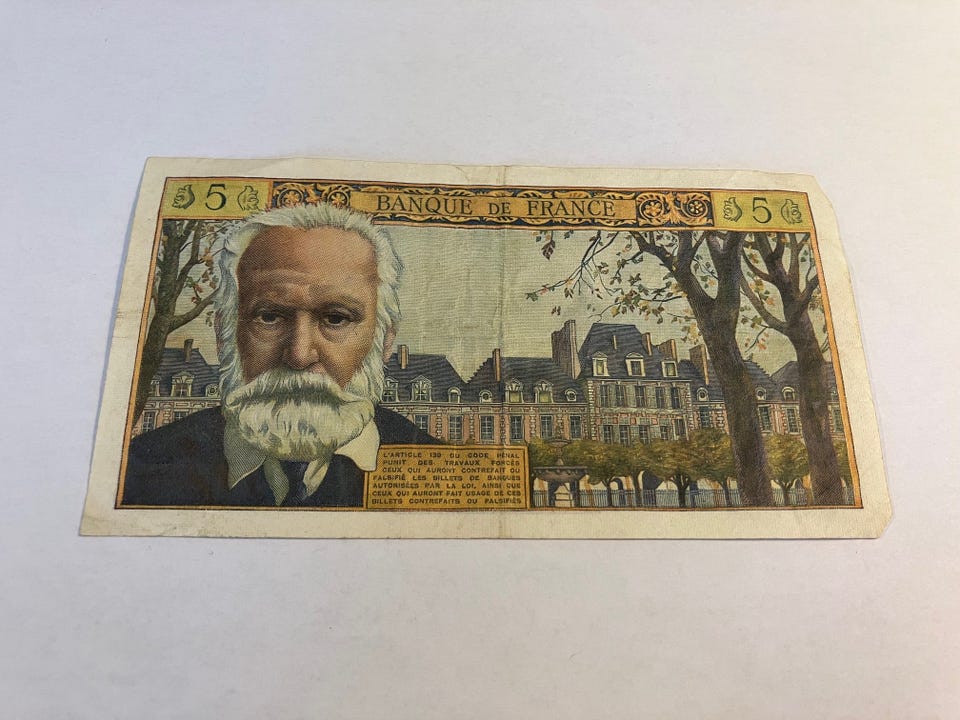 5 BANQUE DE FRANCE 5
L'ARTICLE 139 DU CODE PÉNAL
PUNIT DES TRAVAUX FORCÉS
CEUX QUI AURONT CONTREFAIT OU
FALSIFIÉ LES BILLETS DE BANQUES
AUTORISÉES PAR LA LOI, AINSI QUE
CEUX QUI AURONT FAIT USAGE DE CES
BILLETS CONTREFAITS OU FALSIFIÉS